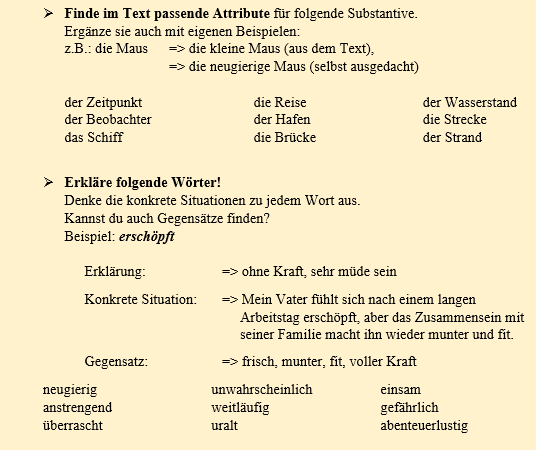 ➢ Finde im Text passende Attribute für folgende Substantive.
Ergänze sie auch mit eigenen Beispielen:
z.B.: die Maus => die kleine Maus (aus dem Text),
=> die neugierige Maus (selbst ausgedacht)
der Zeitpunkt die Reise der Wasserstand
der Beobachter der Hafen die Strecke
das Schiff die Brücke der Strand
➢ Erkläre folgende Wörter!
Denke die konkrete Situationen zu jedem Wort aus.
Kannst du auch Gegensätze finden?
Beispiel: erschöpft
Erklärung: => ohne Kraft, sehr müde sein
Konkrete Situation: => Mein Vater fühlt sich nach einem langen
Arbeitstag erschöpft, aber das Zusammensein mit
seiner Familie macht ihn wieder munter und fit.
Gegensatz: => frisch, munter, fit, voller Kraft
neugierig unwahrscheinlich einsam
anstrengend weitläufig gefährlich
überrascht uralt abenteuerlustig